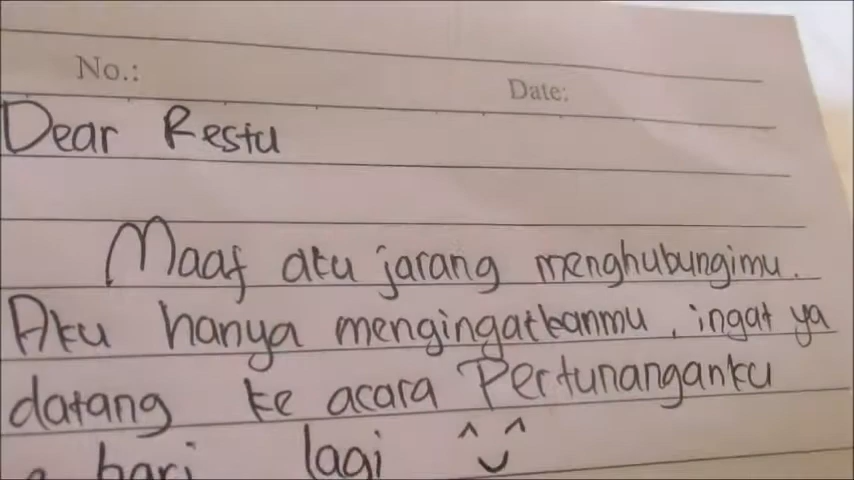 No.: Date:
Dear Restu
Maaf aku jarang menghubungimu.
Aku hanya mengingatkanmu, ingat ya
datang ke acara Pertunanganku
hari lagi ^‿^